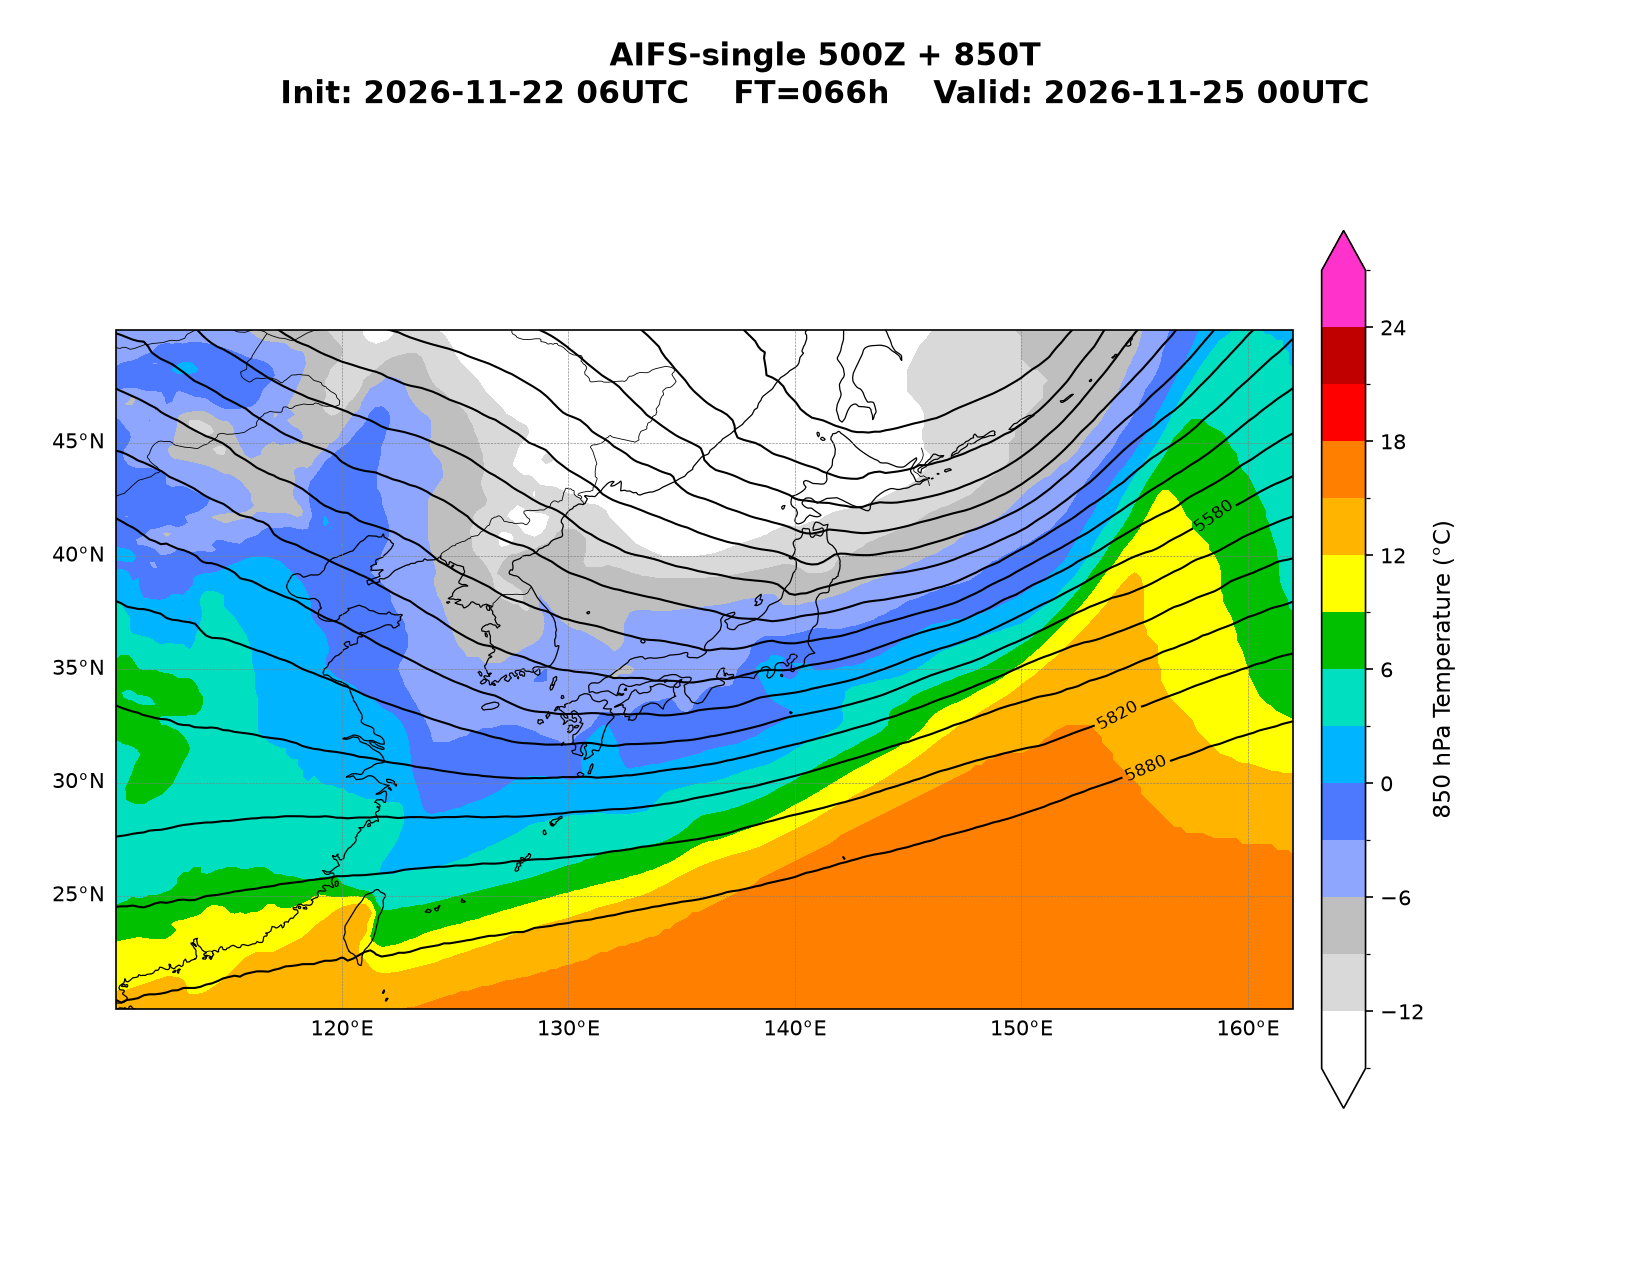 AIFS-single 500Z + 850T
Init: 2026-11-22 06UTC    FT=066h    Valid: 2026-11-25 00UTC
45°N
40°N
35°N
30°N
25°N
120°E
130°E
140°E
150°E
160°E
5580
5820
5880
24
18
12
6
0
−6
−12
850 hPa Temperature (°C)